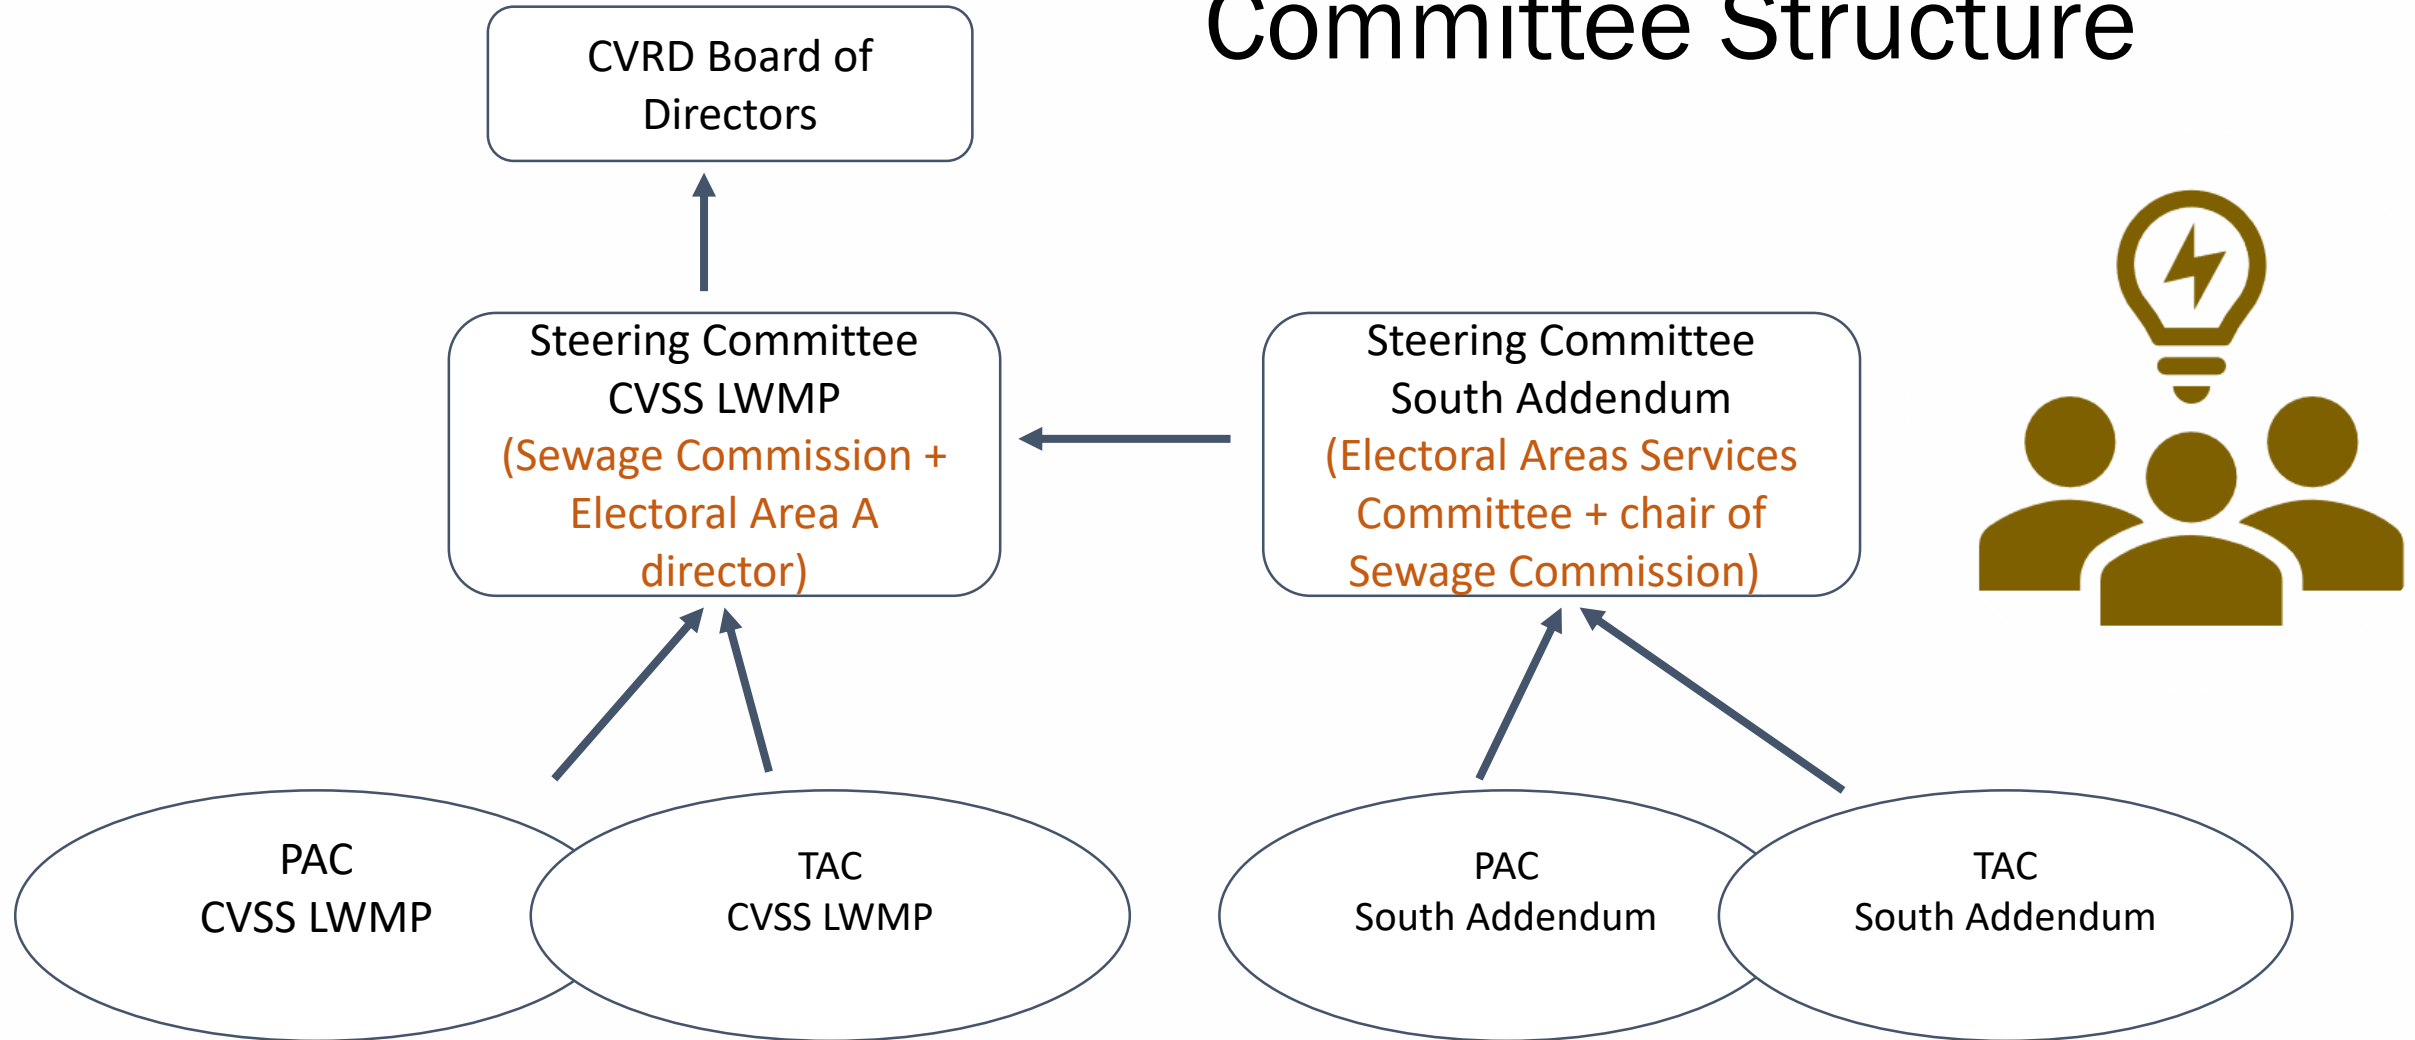 Committee Structure
CVRD Board of
Directors
Steering Committee
CVSS LWMP
(Sewage Commission +
Electoral Area A
director)
Steering Committee
South Addendum
(Electoral Areas Services
Committee + chair of
Sewage Commission)
PAC
CVSS LWMP
TAC
CVSS LWMP
PAC
South Addendum
TAC
South Addendum